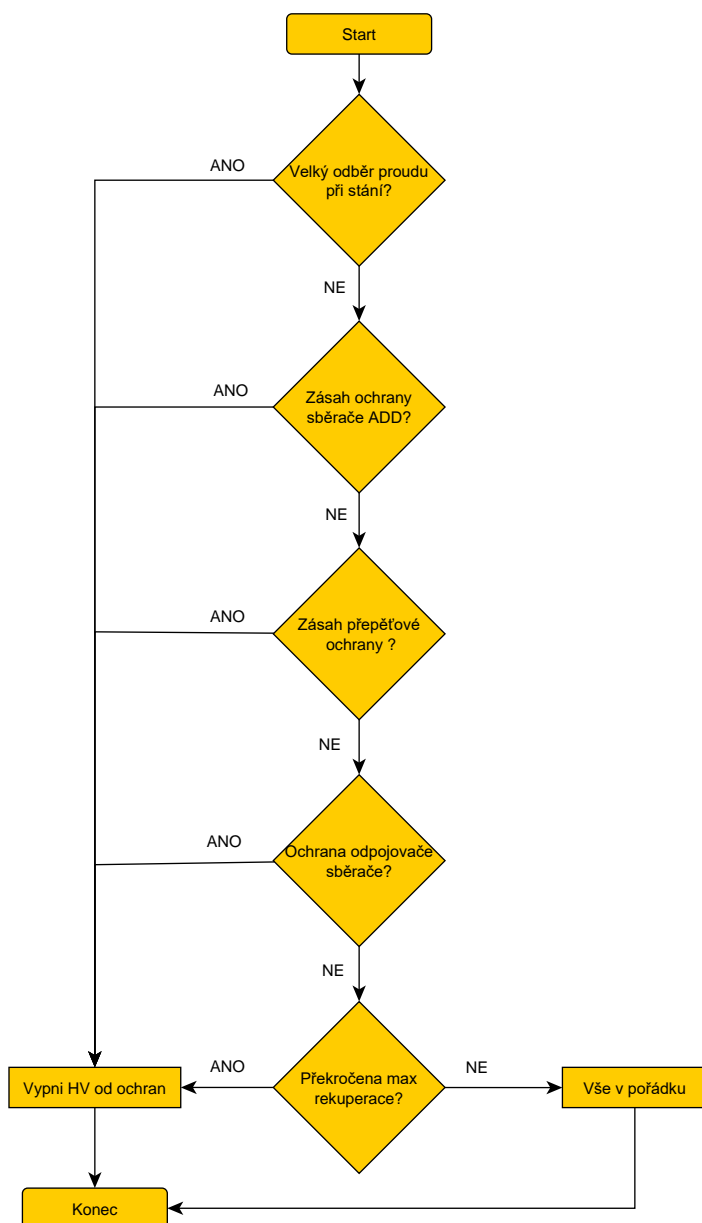 Start
ANO
Velký odběr proudu
při stání?
NE
ANO
Zásah ochrany
sběrače ADD?
NE
ANO
Zásah přepěťové
ochrany ?
NE
ANO
Ochrana odpojovače
sběrače?
NE
Vypni HV od ochran
ANO
Překročena max
rekuperace?
NE
Vše v pořádku
Konec